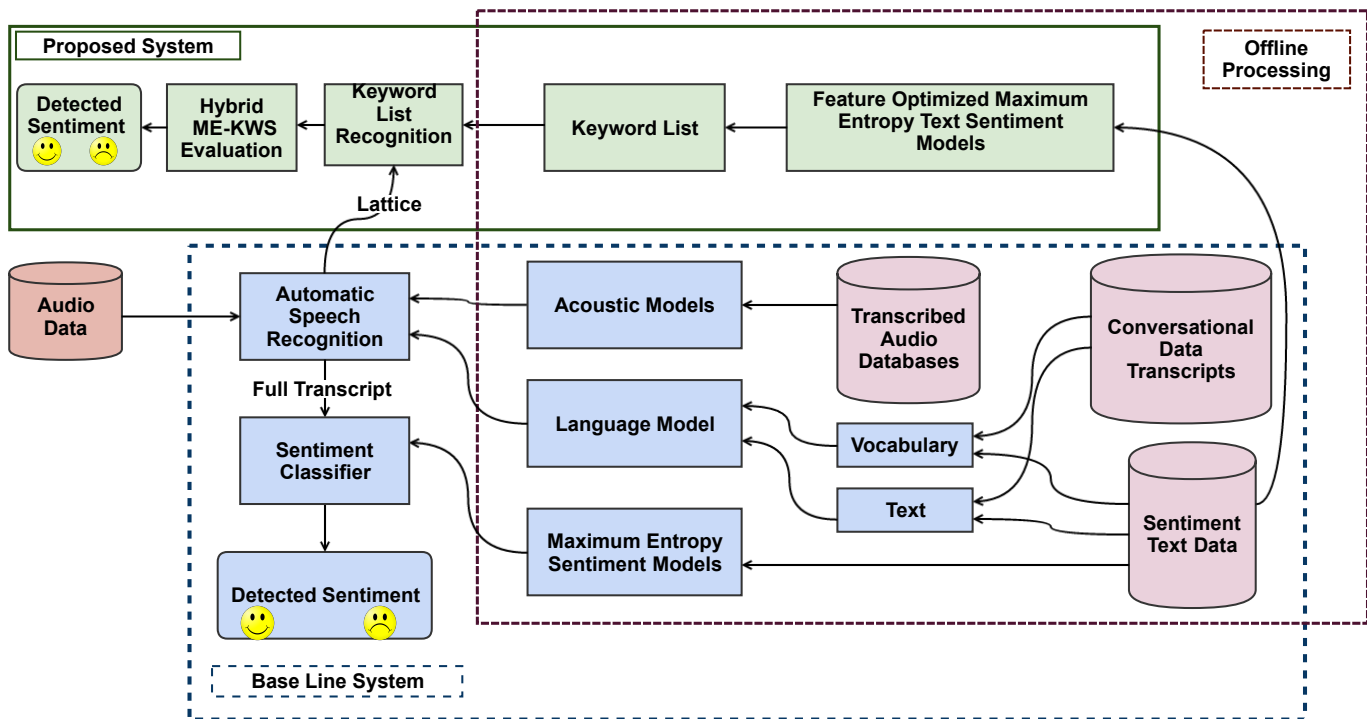 Proposed System
Offline
Processing
Detected
Sentiment
Hybrid
ME-KWS
Evaluation
Keyword
List
Recognition
Keyword List
Feature Optimized Maximum
Entropy Text Sentiment
Models
Lattice
Audio
Data
Automatic
Speech
Recognition
Acoustic Models
Transcribed
Audio
Databases
Conversational
Data
Transcripts
Full Transcript
Sentiment
Classifier
Language Model
Vocabulary
Text
Maximum Entropy
Sentiment Models
Sentiment
Text Data
Detected Sentiment
Base Line System